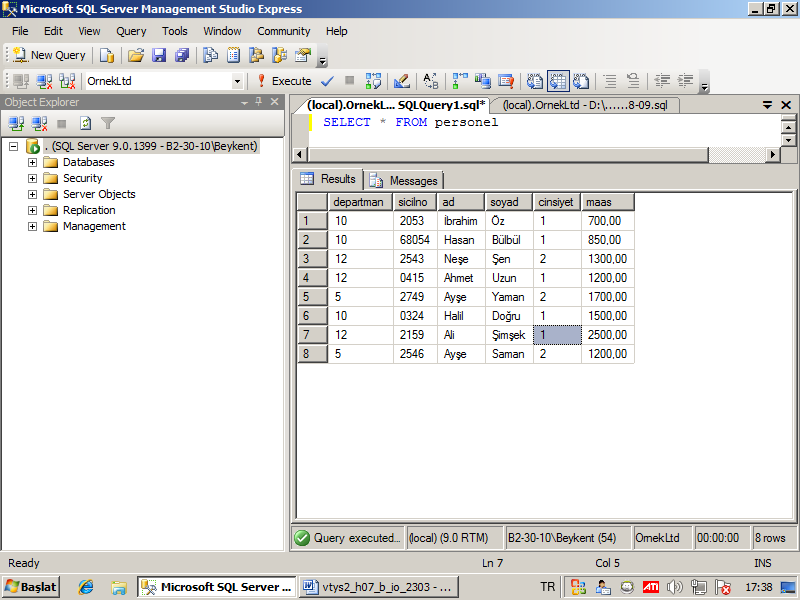 Microsoft SQL Server Management Studio Express
File Edit View Query Tools Window Community Help
New Query
OrnekLtd Execute
Object Explorer
(local).OrnekL... SQLQuery1.sql* (local).OrnekLtd - D:\......8-09.sql
. (SQL Server 9.0.1399 - B2-30-10\Beykent)
Databases
Security
Server Objects
Replication
Management
SELECT * FROM personel
Results Messages
departman sicilno ad soyad cinsiyet maas
1 10 2053 İbrahim Öz 1 700,00
2 10 68054 Hasan Bülbül 1 850,00
3 12 2543 Neşe Şen 2 1300,00
4 12 0415 Ahmet Uzun 1 1200,00
5 5 2749 Ayşe Yaman 2 1700,00
6 10 0324 Halil Doğru 1 1500,00
7 12 2159 Ali Şimşek 1 2500,00
8 5 2546 Ayşe Saman 2 1200,00
Query executed... (local) (9.0 RTM) B2-30-10\Beykent (54) OrnekLtd 00:00:00 8 rows
Ready Ln 7 Col 5 INS
Başlat Microsoft SQL Server ... vtys2_h07_b_io_2303 - ... TR ATI 17:38